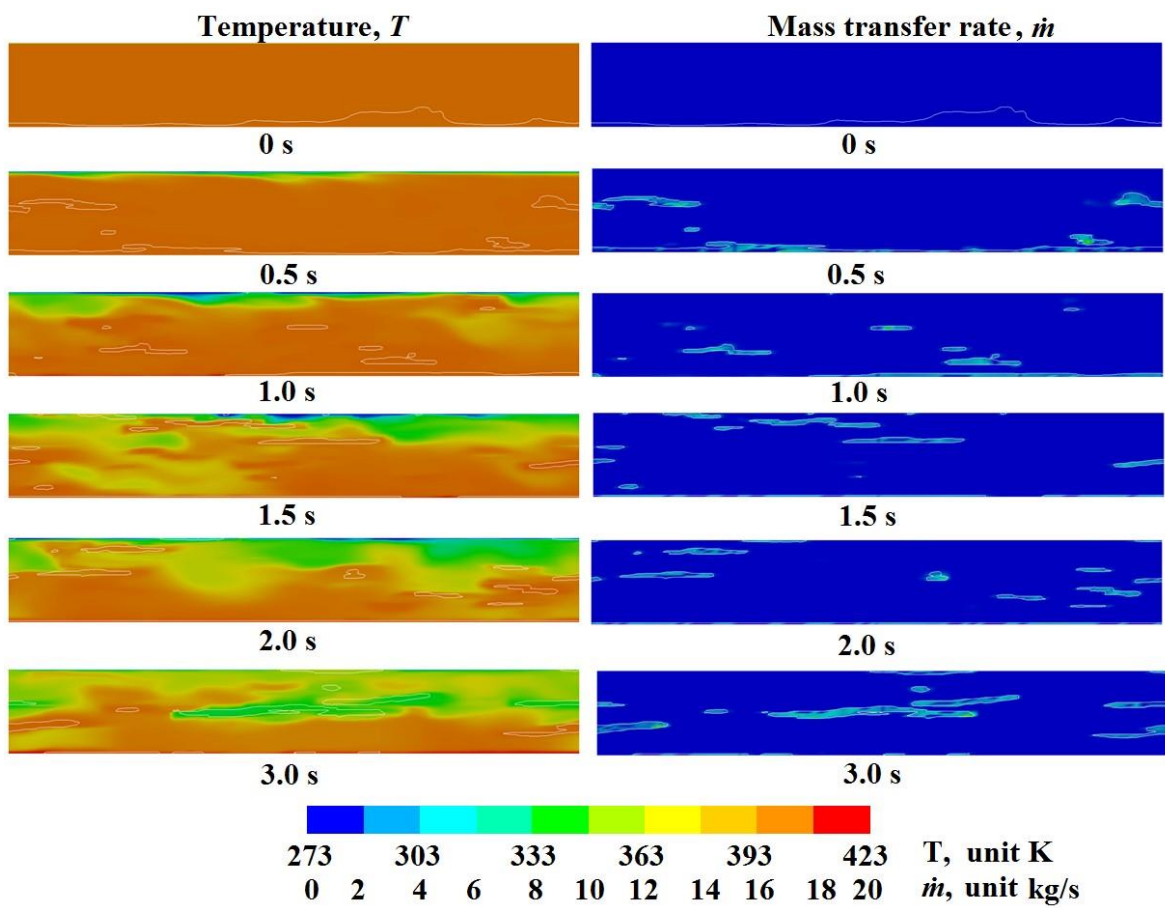 Temperature, T Mass transfer rate, ṁ
0 s 0 s
0.5 s 0.5 s
1.0 s 1.0 s
1.5 s 1.5 s
2.0 s 2.0 s
3.0 s 3.0 s
273 303 333 363 393 423 T, unit K
0 2 4 6 8 10 12 14 16 18 20 ṁ, unit kg/s